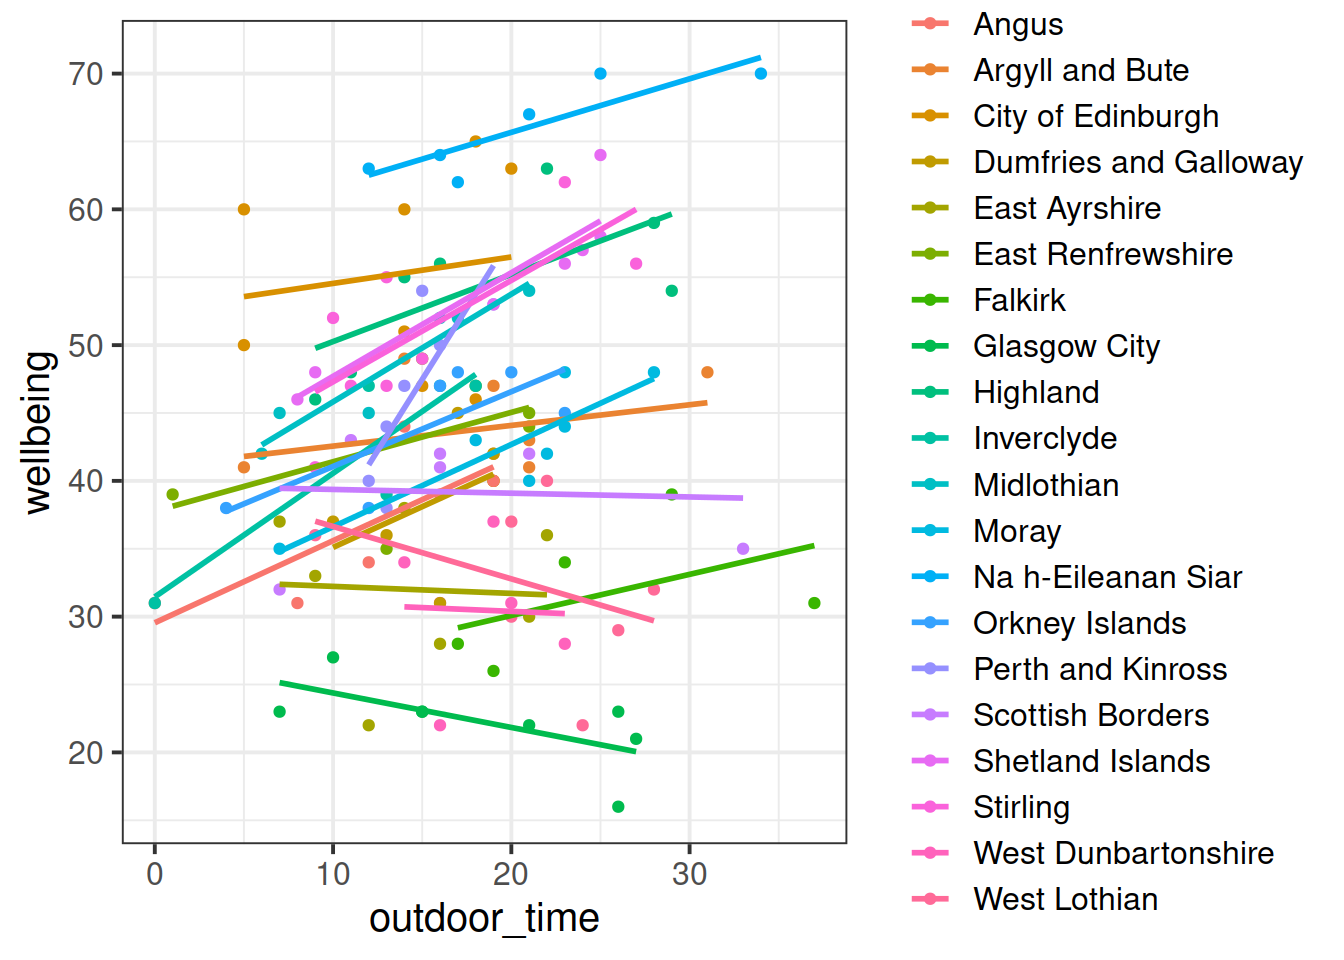 wellbeing
70
60
50
40
30
20
0 10 20 30
outdoor_time
Angus
Argyll and Bute
City of Edinburgh
Dumfries and Galloway
East Ayrshire
East Renfrewshire
Falkirk
Glasgow City
Highland
Inverclyde
Midlothian
Moray
Na h-Eileanan Siar
Orkney Islands
Perth and Kinross
Scottish Borders
Shetland Islands
Stirling
West Dunbartonshire
West Lothian